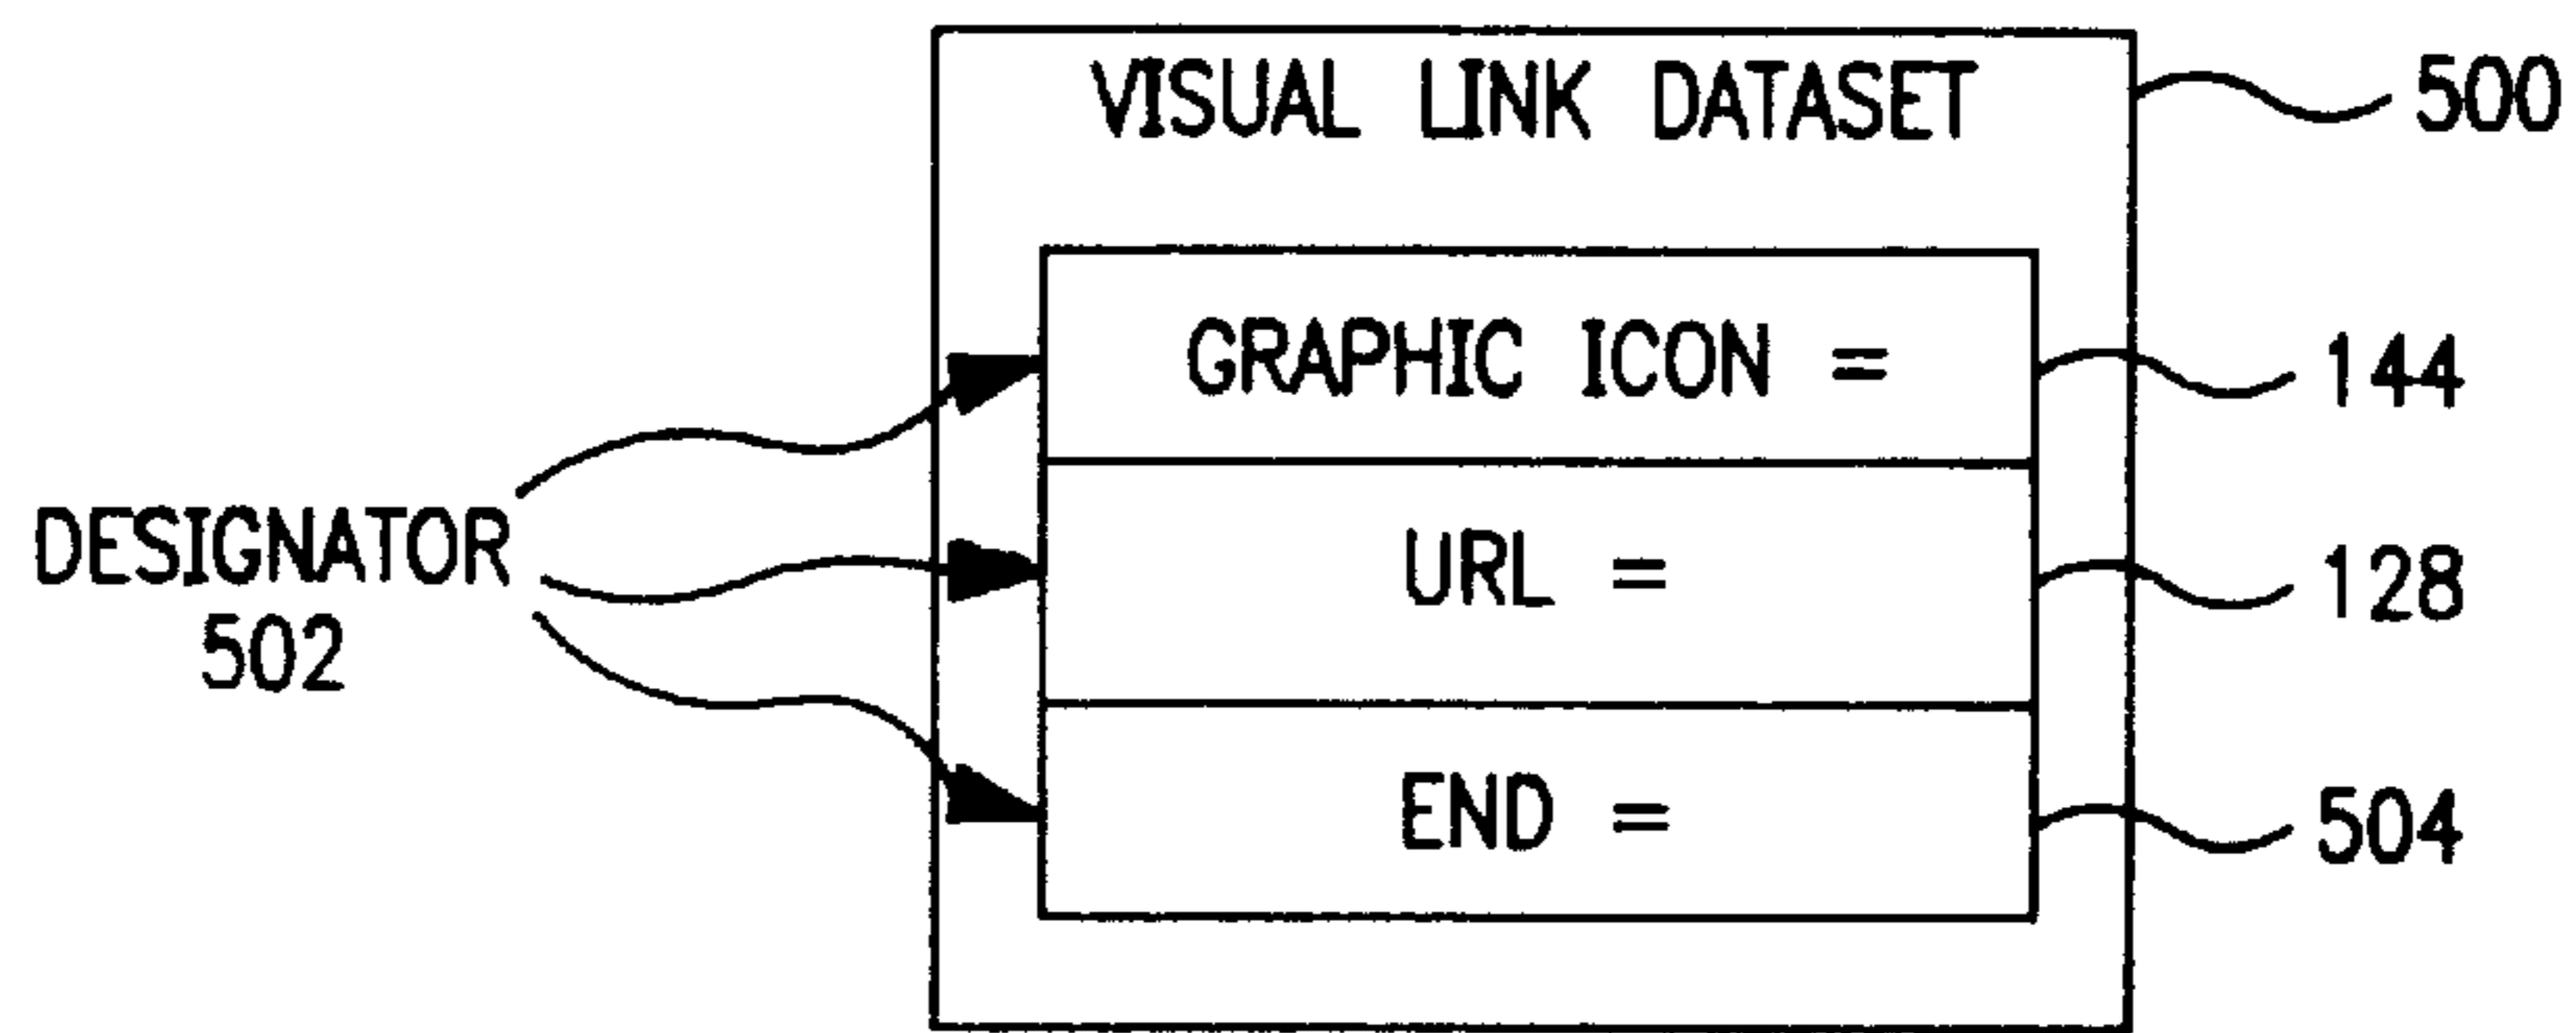 VISUAL LINK DATASET
500
GRAPHIC ICON =
144
DESIGNATOR
502
URL =
128
END =
504